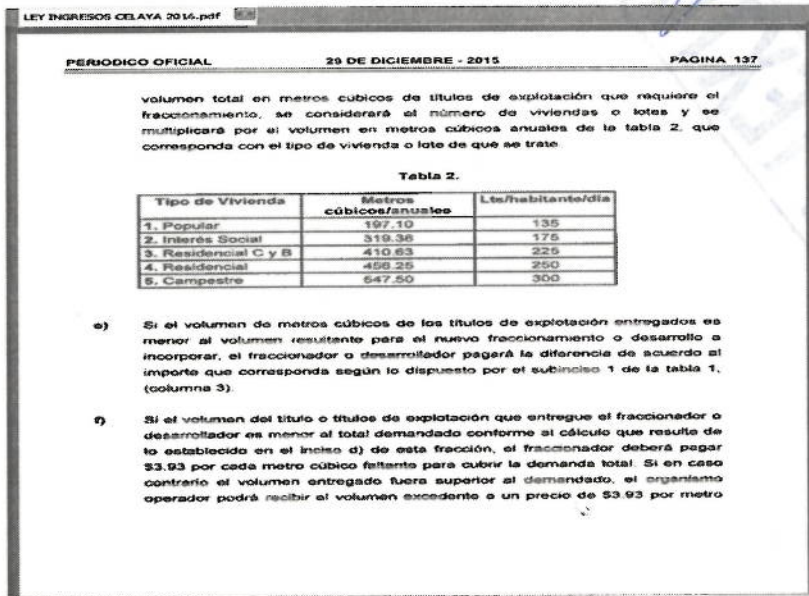 LEY INGRESOS CELAYA 2016.pdf
PERIODICO OFICIAL 29 DE DICIEMBRE - 2015 PAGINA 137
volumen total en metros cúbicos de títulos de explotación que requiere el
fraccionamiento, se considerará el número de viviendas o lotes y se
multiplicará por el volumen en metros cúbicos anuales de la tabla 2, que
corresponda con el tipo de vivienda o lote de que se trate
Tabla 2.
Tipo de Vivienda Metros cúbicos/anuales Lts/habitante/día
1. Popular 197.10 135
2. Interés Social 319.38 175
3. Residencial C y B 410.63 225
4. Residencial 456.25 250
5. Campestre 547.50 300
e) Si el volumen de metros cúbicos de los títulos de explotación entregados es
menor al volumen resultante para el nuevo fraccionamiento o desarrollo a
incorporar, el fraccionador o desarrollador pagará la diferencia de acuerdo al
importe que corresponda según lo dispuesto por el subinciso 1 de la tabla 1,
(columna 3).
f) Si el volumen del título o títulos de explotación que entregue el fraccionador o
desarrollador es menor al total demandado conforme al cálculo que resulte de
lo establecido en el inciso d) de esta fracción, el fraccionador deberá pagar
$3.93 por cada metro cúbico faltante para cubrir la demanda total. Si en caso
contrario el volumen entregado fuera superior al demandado, el organismo
operador podrá recibir el volumen excedente a un precio de $3.93 por metro